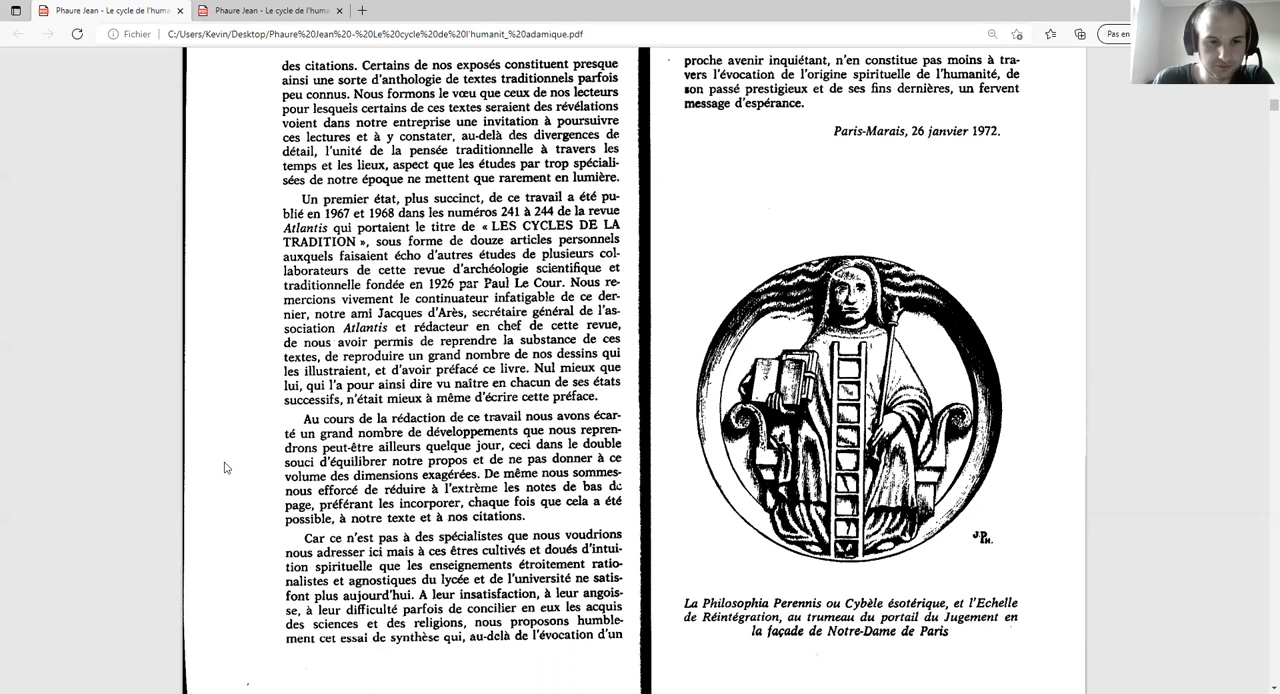 Phaure Jean - Le cycle de l'huma
Phaure Jean - Le cycle de l'huma
Fichier
C:/Users/Kevin/Desktop/Phaure%20Jean%20-%20Le%20cycle%20de%20l'humanit_%20adamique.pdf
Pas en
des citations. Certains de nos exposés constituent presque
ainsi une sorte d'anthologie de textes traditionnels parfois
peu connus. Nous formons le vœu que ceux de nos lecteurs
pour lesquels certains de ces textes seraient des révélations
voient dans notre entreprise une invitation à poursuivre
ces lectures et à y constater, au-delà des divergences de
détail, l'unité de la pensée traditionnelle à travers les
temps et les lieux, aspect que les études par trop spéciali-
sées de notre époque ne mettent que rarement en lumière.
Un premier état, plus succinct, de ce travail a été pu-
blié en 1967 et 1968 dans les numéros 241 à 244 de la revue
Atlantis qui portaient le titre de « LES CYCLES DE LA
TRADITION », sous forme de douze articles personnels
auxquels faisaient écho d'autres études de plusieurs col-
laborateurs de cette revue d'archéologie scientifique et
traditionnelle fondée en 1926 par Paul Le Cour. Nous re-
mercions vivement le continuateur infatigable de ce der-
nier, notre ami Jacques d'Arès, secrétaire général de l'as-
sociation Atlantis et rédacteur en chef de cette revue,
de nous avoir permis de reprendre la substance de ces
textes, de reproduire un grand nombre de nos dessins qui
les illustraient, et d'avoir préfacé ce livre. Nul mieux que
lui, qui l'a pour ainsi dire vu naître en chacun de ses états
successifs, n'était mieux à même d'écrire cette préface.
Au cours de la rédaction de ce travail nous avons écar-
té un grand nombre de développements que nous repren-
drons peut-être ailleurs quelque jour, ceci dans le double
souci d'équilibrer notre propos et de ne pas donner à ce
volume des dimensions exagérées. De même nous sommes-
nous efforcé de réduire à l'extrême les notes de bas de
page, préférant les incorporer, chaque fois que cela a été
possible, à notre texte et à nos citations.
Car ce n'est pas à des spécialistes que nous voudrions
nous adresser ici mais à ces êtres cultivés et doués d'intui-
tion spirituelle que les enseignements étroitement ratio-
nalistes et agnostiques du lycée et de l'université ne satis-
font plus aujourd'hui. A leur insatisfaction, à leur angois-
se, à leur difficulté parfois de concilier en eux les acquis
des sciences et des religions, nous proposons humble-
ment cet essai de synthèse qui, au-delà de l'évocation d'un
proche avenir inquiétant, n'en constitue pas moins à tra-
vers l'évocation de l'origine spirituelle de l'humanité, de
son passé prestigieux et de ses fins dernières, un fervent
message d'espérance.
Paris-Marais, 26 janvier 1972.
J.PH.
La Philosophia Perennis ou Cybèle ésotérique, et l'Echelle
de Réintégration, au trumeau du portail du Jugement en
la façade de Notre-Dame de Paris